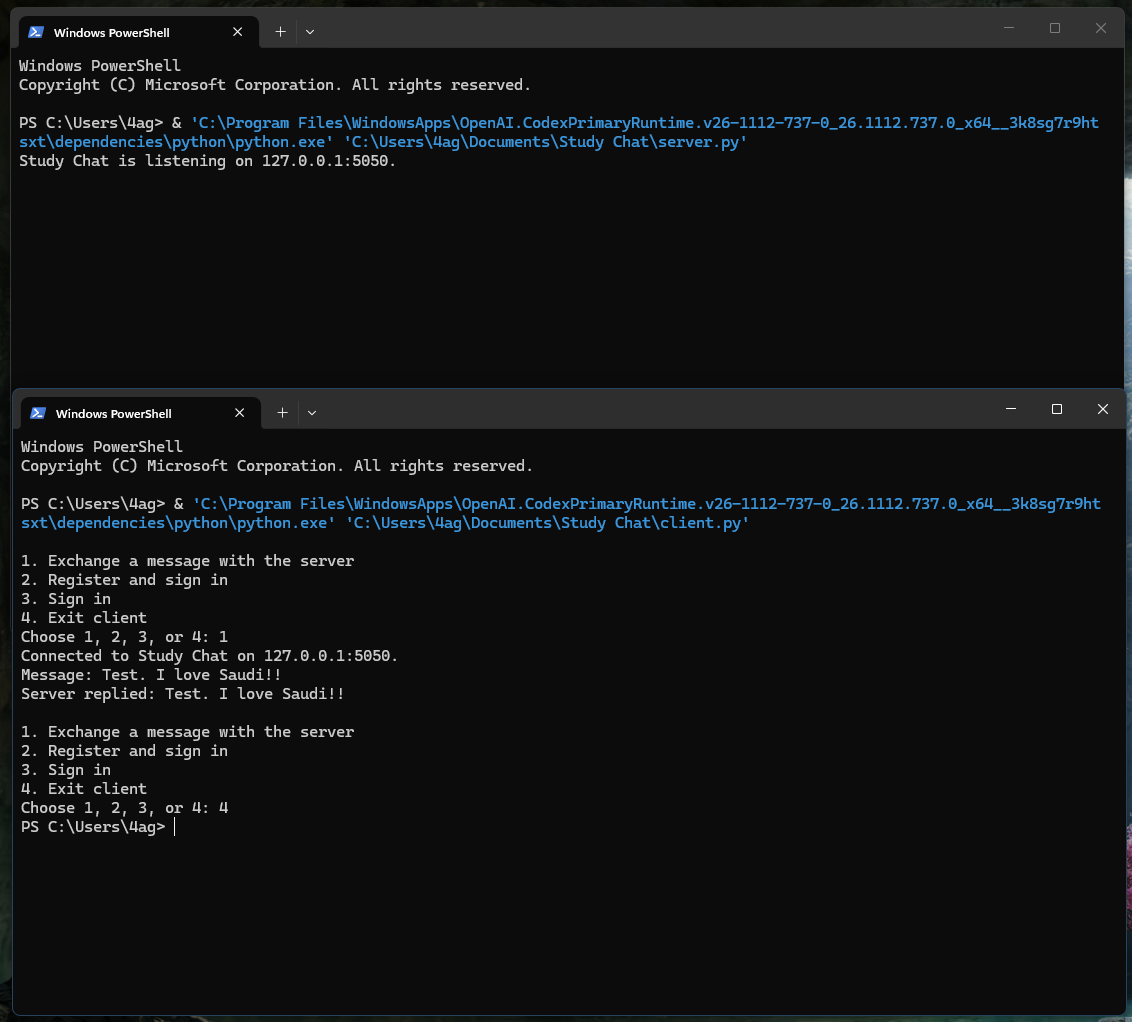 Windows PowerShell
Windows PowerShell
Copyright (C) Microsoft Corporation. All rights reserved.
PS C:\Users\4ag> & 'C:\Program Files\WindowsApps\OpenAI.CodexPrimaryRuntime.v26-1112-737-0_26.1112.737.0_x64__3k8sg7r9ht
sxt\dependencies\python\python.exe' 'C:\Users\4ag\Documents\Study Chat\server.py'
Study Chat is listening on 127.0.0.1:5050.
Windows PowerShell
Windows PowerShell
Copyright (C) Microsoft Corporation. All rights reserved.
PS C:\Users\4ag> & 'C:\Program Files\WindowsApps\OpenAI.CodexPrimaryRuntime.v26-1112-737-0_26.1112.737.0_x64__3k8sg7r9ht
sxt\dependencies\python\python.exe' 'C:\Users\4ag\Documents\Study Chat\client.py'
1. Exchange a message with the server
2. Register and sign in
3. Sign in
4. Exit client
Choose 1, 2, 3, or 4: 1
Connected to Study Chat on 127.0.0.1:5050.
Message: Test. I love Saudi!!
Server replied: Test. I love Saudi!!
1. Exchange a message with the server
2. Register and sign in
3. Sign in
4. Exit client
Choose 1, 2, 3, or 4: 4
PS C:\Users\4ag>